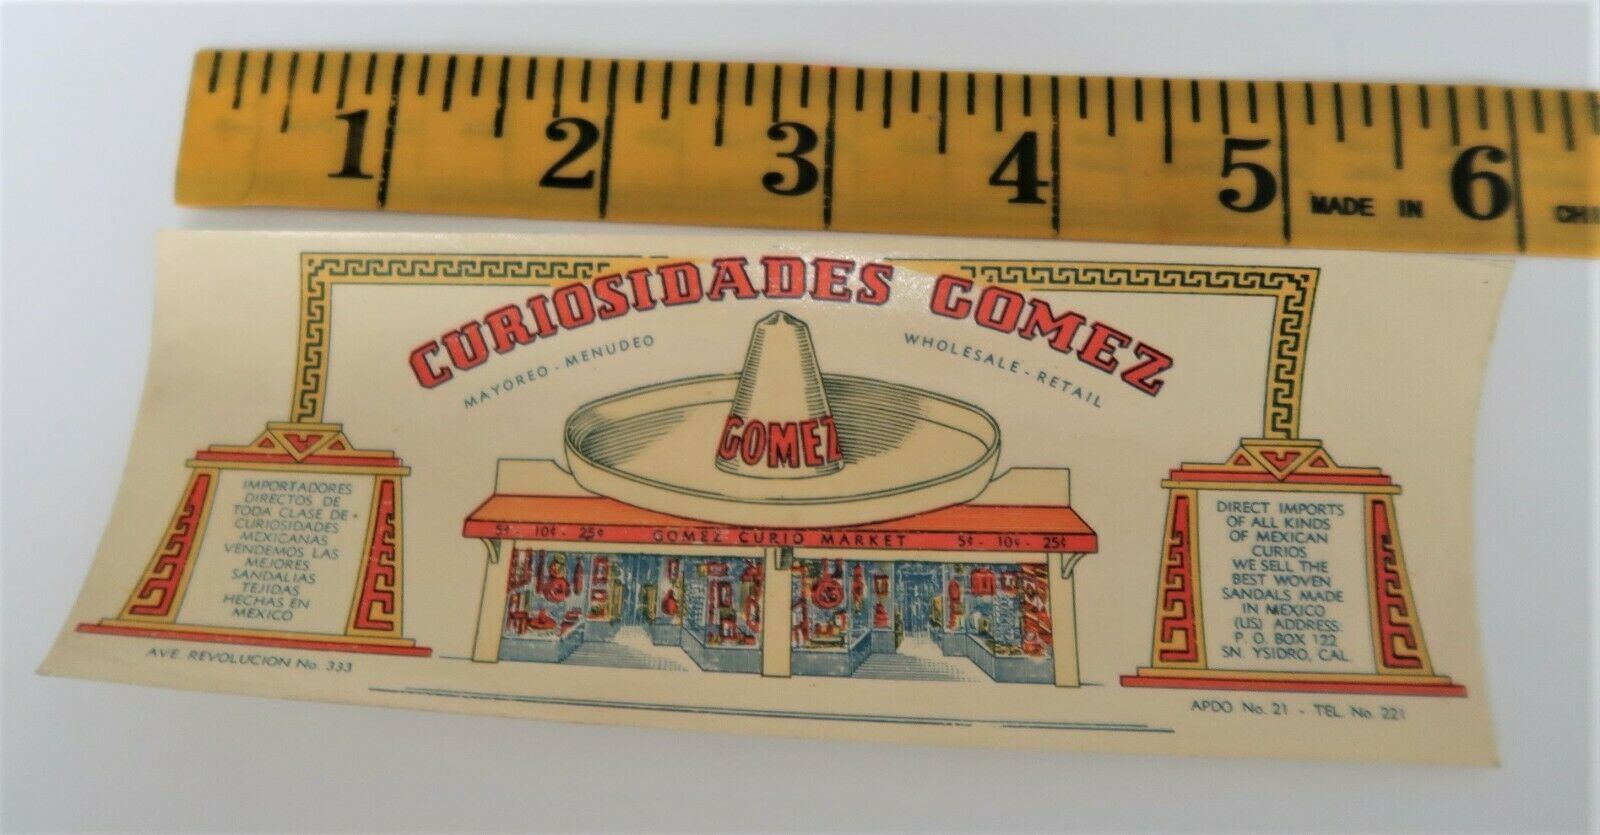 1 2 3 4 5 MADE IN 6
CURIOSIDADES GOMEZ
MAYOREO - MENUDEO
WHOLESALE - RETAIL
GOMEZ
5¢ - 10¢ - 25¢ GOMEZ CURIO MARKET 5¢ - 10¢ - 25¢
IMPORTADORES
DIRECTOS DE
TODA CLASE DE
CURIOSIDADES
MEXICANAS
VENDEMOS LAS
MEJORES
SANDALIAS
TEJIDAS
HECHAS EN
MEXICO
AVE. REVOLUCION No. 333
DIRECT IMPORTS
OF ALL KINDS
OF MEXICAN
CURIOS
WE SELL THE
BEST WOVEN
SANDALS MADE
IN MEXICO
(US) ADDRESS:
P. O. BOX 122
SN. YSIDRO, CAL.
APDO No. 21 - TEL. No. 221